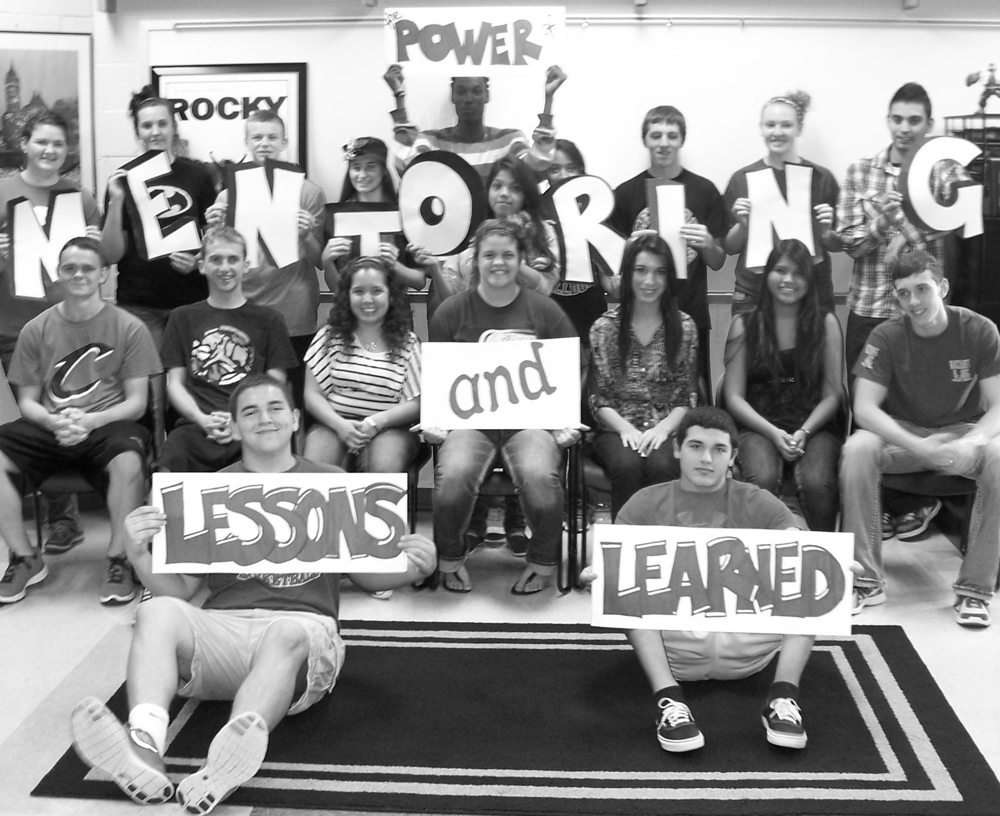 the POWER of
ROCKY
MENTORING
C
and
LESSONS
LEARNED